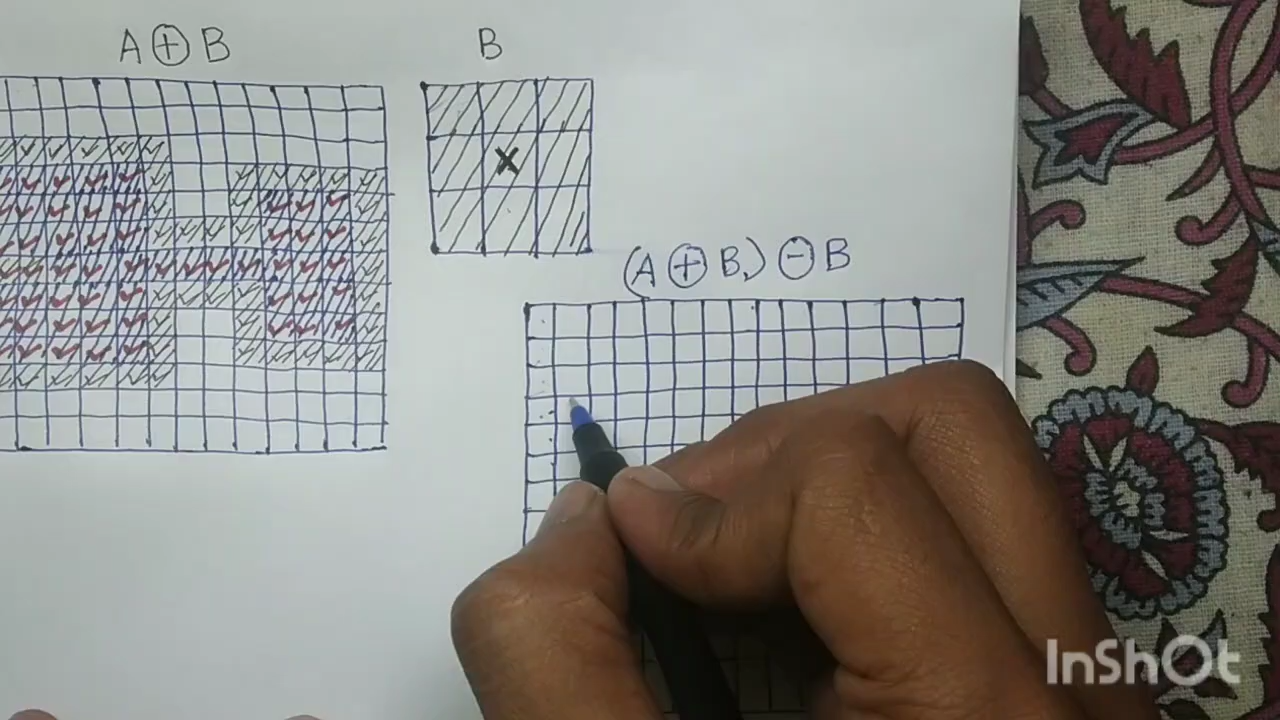 A ⊕ B
B
×
(A ⊕ B) ⊖ B
InShOt